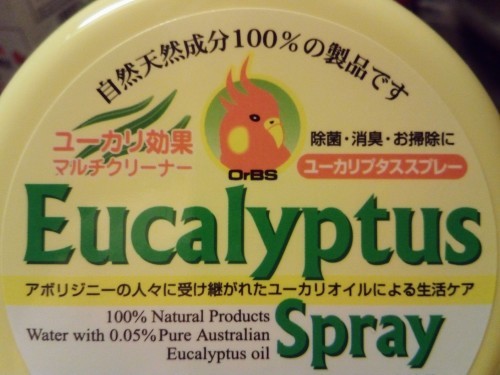 自然天然成分100%の製品です
ユーカリ効果
マルチクリーナー
OrBS
除菌・消臭・お掃除に
ユーカリプタススプレー
Eucalyptus
アボリジニーの人々に受け継がれたユーカリオイルによる生活ケア
100% Natural Products
Water with 0.05% Pure Australian
Eucalyptus oil
Spray